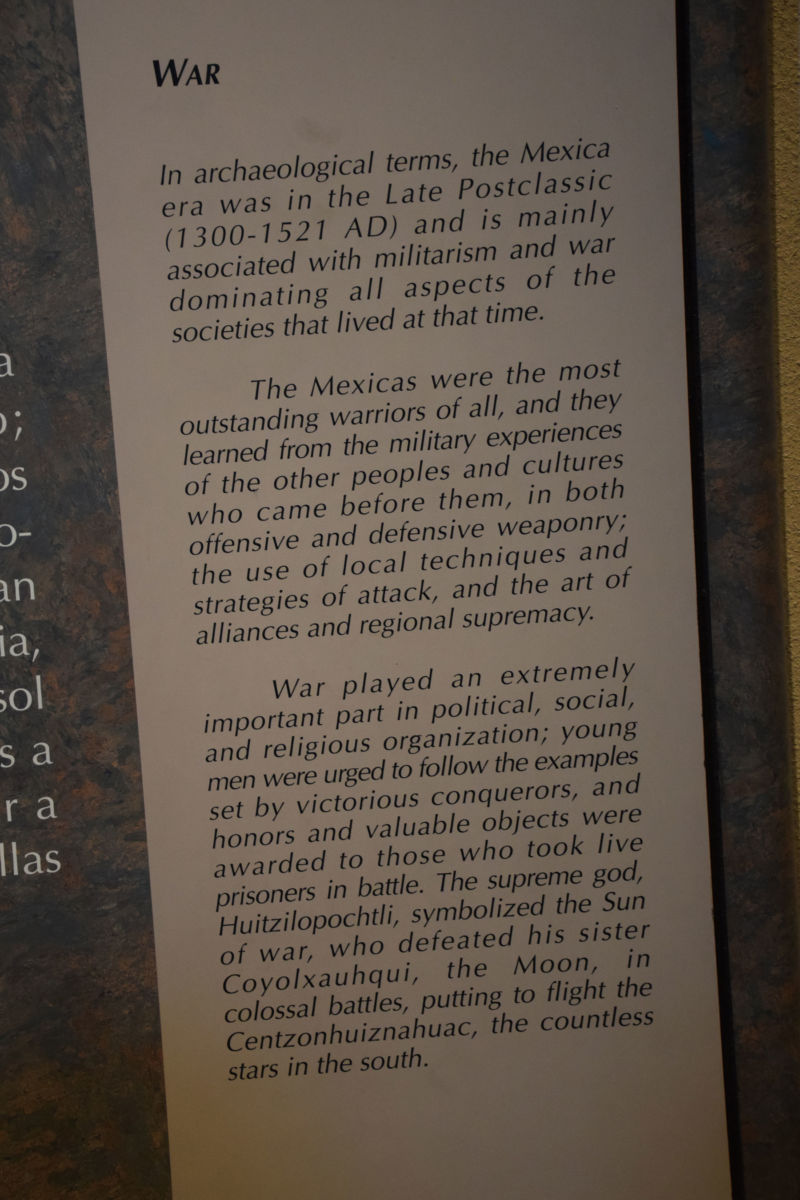 WAR
In archaeological terms, the Mexica
era was in the Late Postclassic
(1300-1521 AD) and is mainly
associated with militarism and war
dominating all aspects of the
societies that lived at that time.
The Mexicas were the most
outstanding warriors of all, and they
learned from the military experiences
of the other peoples and cultures
who came before them, in both
offensive and defensive weaponry;
the use of local techniques and
strategies of attack, and the art of
alliances and regional supremacy.
War played an extremely
important part in political, social,
and religious organization; young
men were urged to follow the examples
set by victorious conquerors, and
honors and valuable objects were
awarded to those who took live
prisoners in battle. The supreme god,
Huitzilopochtli, symbolized the Sun
of war, who defeated his sister
Coyolxauhqui, the Moon, in
colossal battles, putting to flight the
Centzonhuiznahuac, the countless
stars in the south.